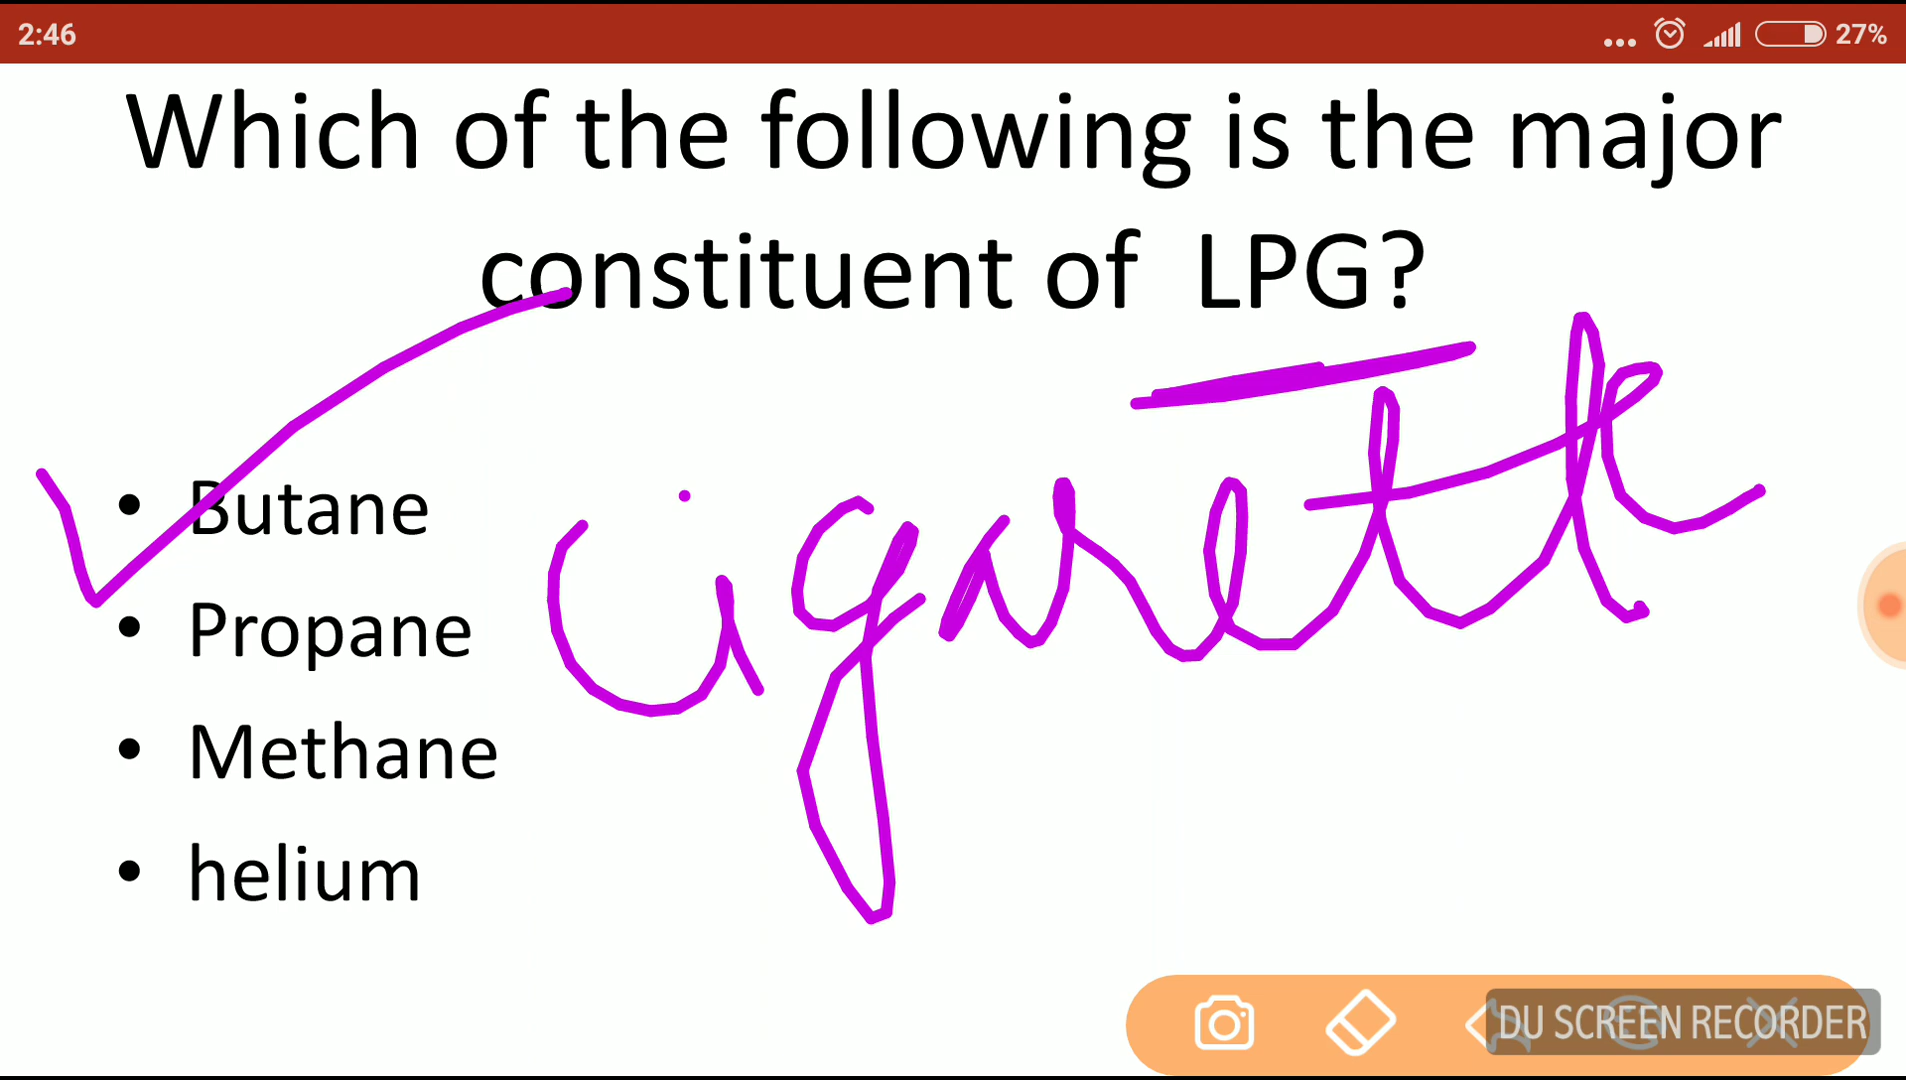 2:46
27%
Which of the following is the major
constituent of LPG?
• Butane
cigarette
• Propane
• Methane
• helium
DU SCREEN RECORDER